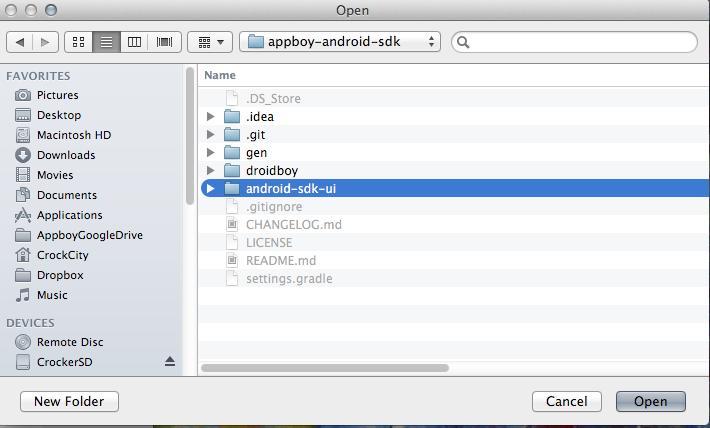 Open
appboy-android-sdk
FAVORITES
Pictures
Desktop
Macintosh HD
Downloads
Movies
Documents
Applications
AppboyGoogleDrive
CrockCity
Dropbox
Music
DEVICES
Remote Disc
CrockerSD
Name
.DS_Store
.idea
.git
gen
droidboy
android-sdk-ui
.gitignore
CHANGELOG.md
LICENSE
README.md
settings.gradle
New Folder
Cancel
Open